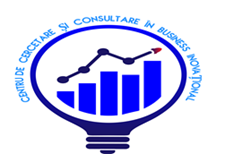 CENTRU DE CERCETARE ȘI CONSULTARE ÎN BUSINESS INOVAȚIONAL